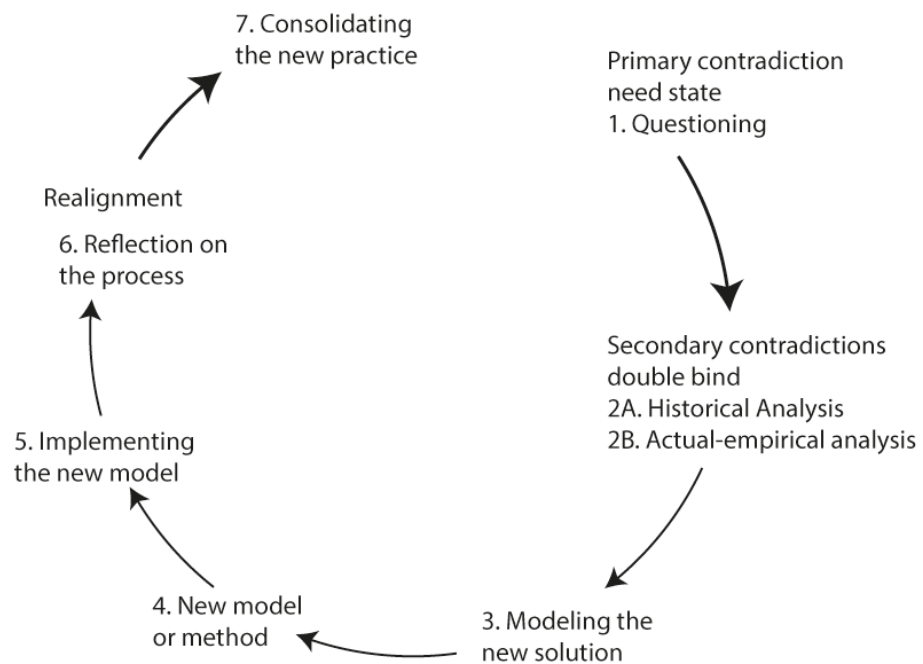 Primary contradiction
need state
1. Questioning
Secondary contradictions
double bind
2A. Historical Analysis
2B. Actual-empirical analysis
3. Modeling the
new solution
4. New model
or method
5. Implementing
the new model
Realignment
6. Reflection on
the process
7. Consolidating
the new practice